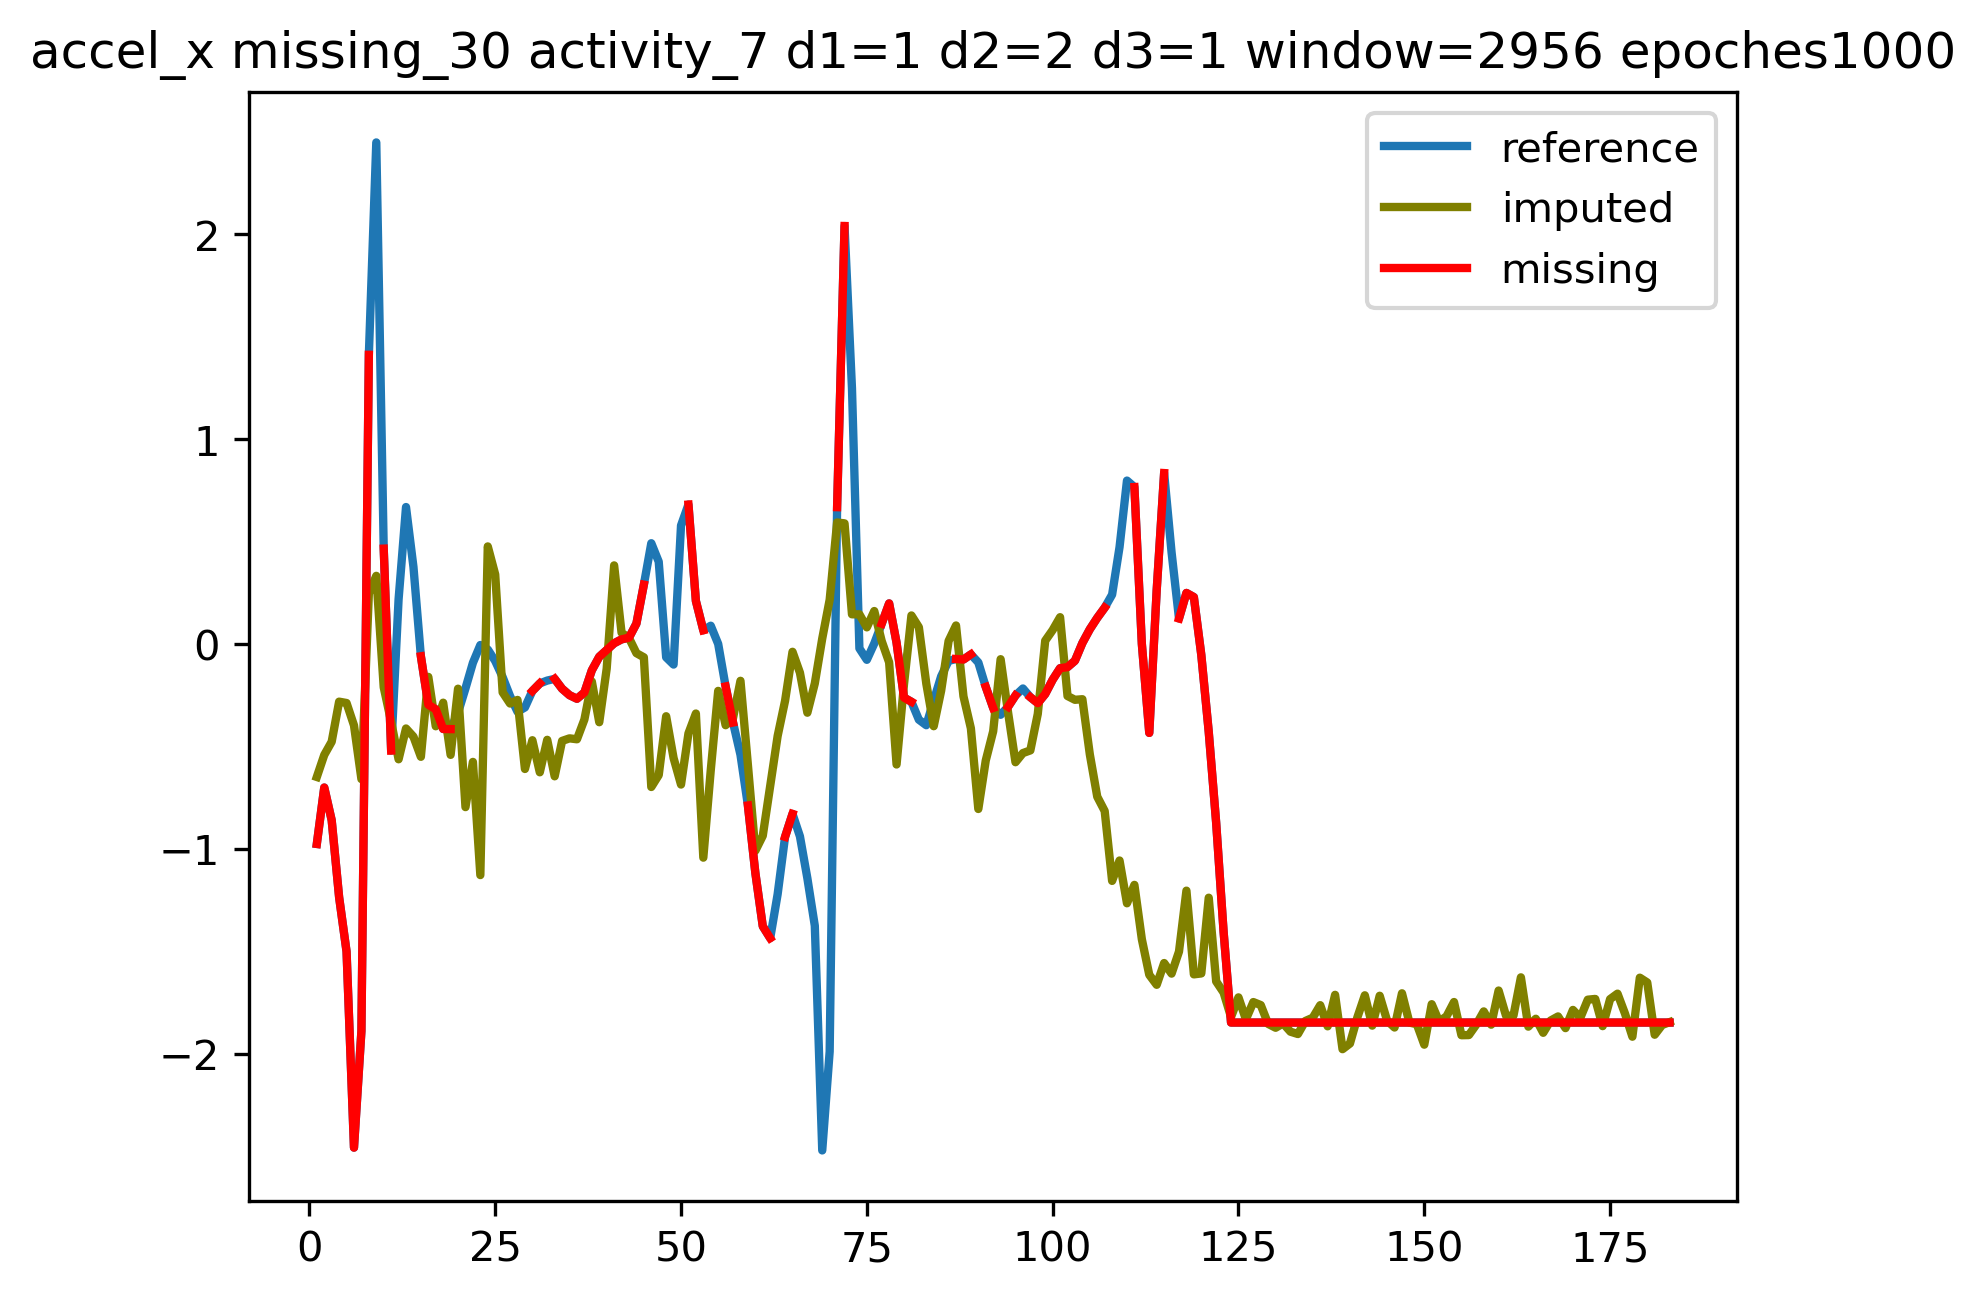 accel_x missing_30 activity_7 d1=1 d2=2 d3=1 window=2956 epoches1000
reference
imputed
missing
2
1
0
−1
−2
0 25 50 75 100 125 150 175